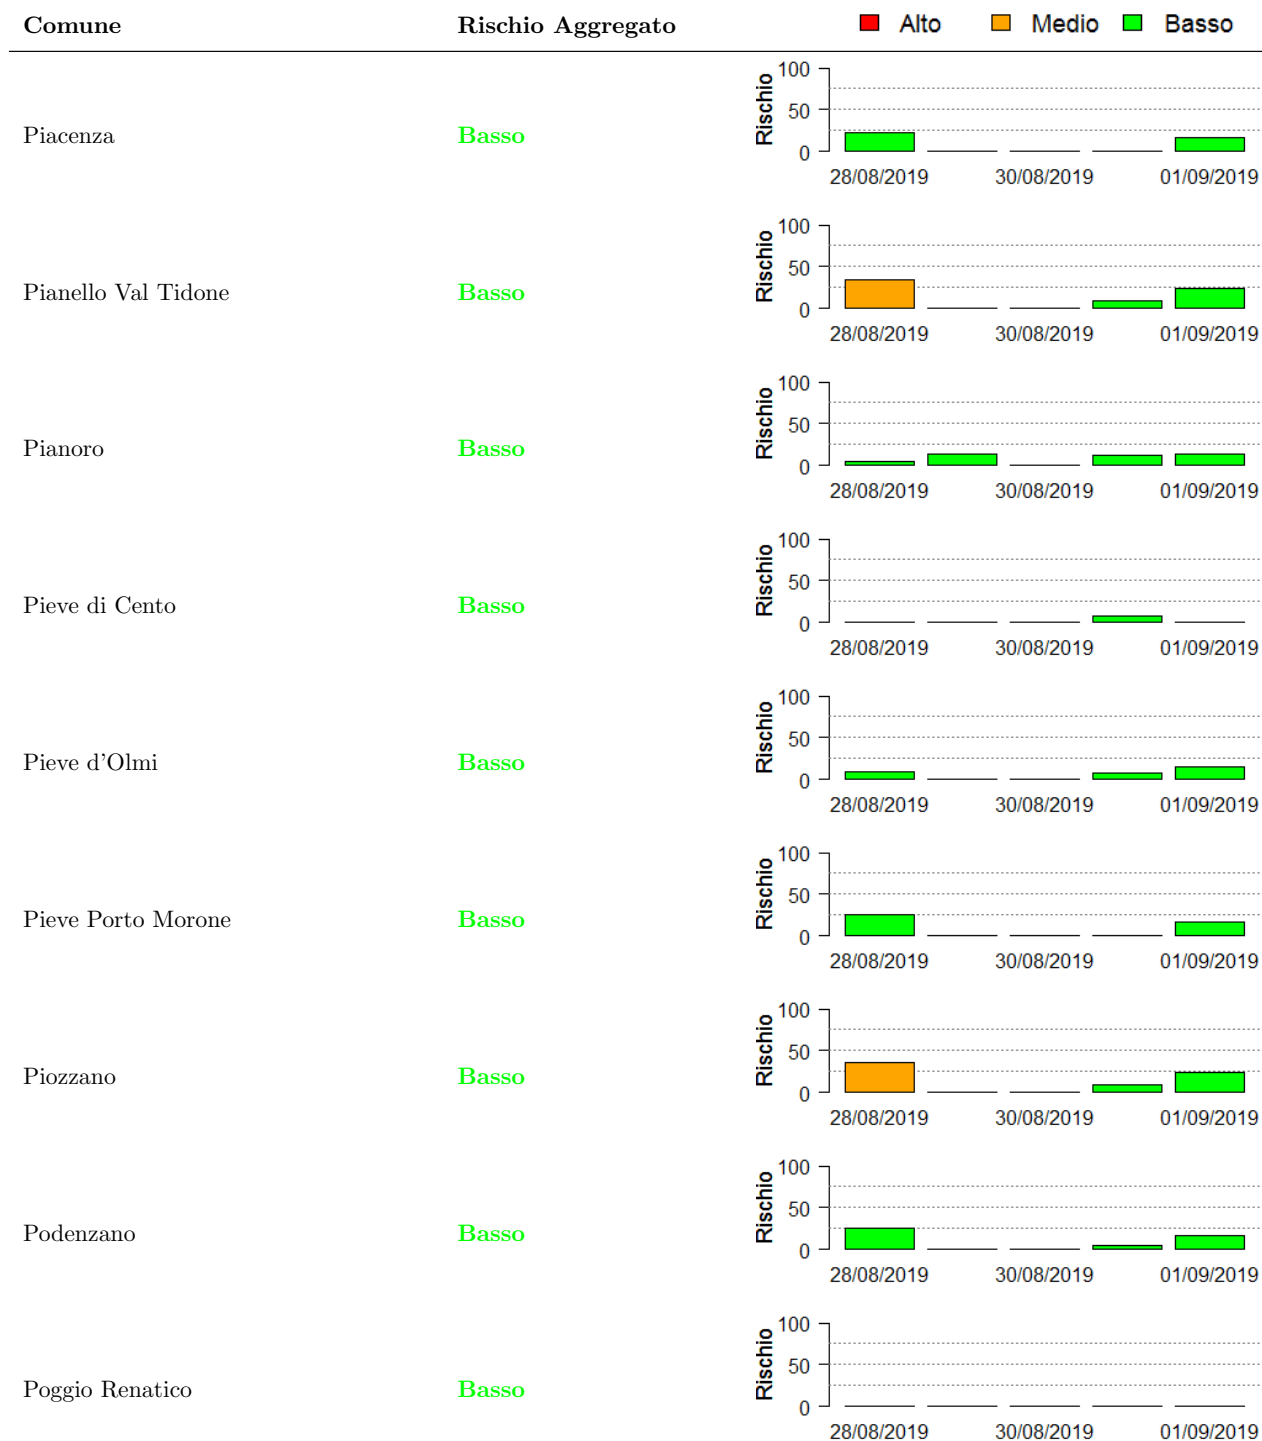 Comune Rischio Aggregato Alto Medio Basso
Piacenza Basso
Rischio
100
50
0
28/08/2019 30/08/2019 01/09/2019
Pianello Val Tidone Basso
Rischio
100
50
0
28/08/2019 30/08/2019 01/09/2019
Pianoro Basso
Rischio
100
50
0
28/08/2019 30/08/2019 01/09/2019
Pieve di Cento Basso
Rischio
100
50
0
28/08/2019 30/08/2019 01/09/2019
Pieve d'Olmi Basso
Rischio
100
50
0
28/08/2019 30/08/2019 01/09/2019
Pieve Porto Morone Basso
Rischio
100
50
0
28/08/2019 30/08/2019 01/09/2019
Piozzano Basso
Rischio
100
50
0
28/08/2019 30/08/2019 01/09/2019
Podenzano Basso
Rischio
100
50
0
28/08/2019 30/08/2019 01/09/2019
Poggio Renatico Basso
Rischio
100
50
0
28/08/2019 30/08/2019 01/09/2019